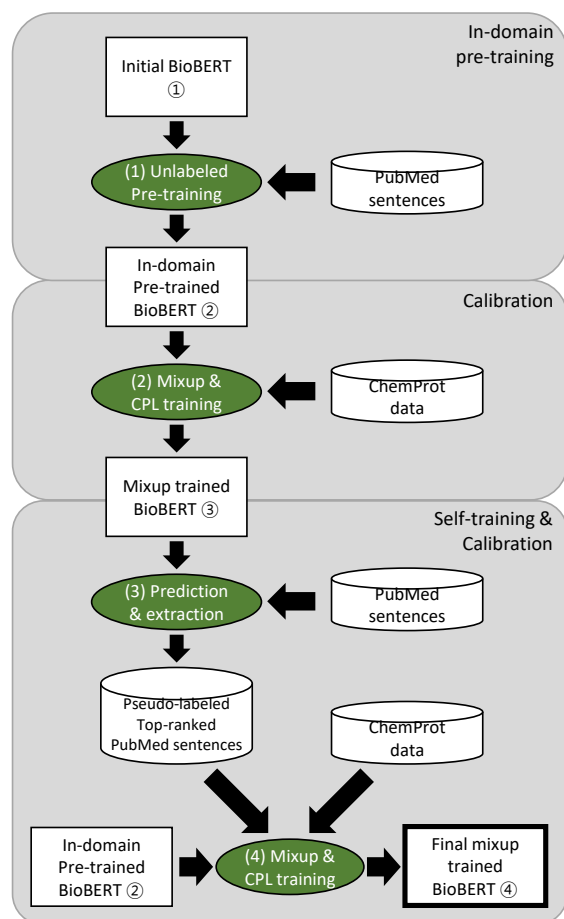 In-domain
pre-training
Initial BioBERT
①
(1) Unlabeled
Pre-training
PubMed
sentences
In-domain
Pre-trained
BioBERT ②
Calibration
(2) Mixup &
CPL training
ChemProt
data
Mixup trained
BioBERT ③
Self-training &
Calibration
(3) Prediction
& extraction
PubMed
sentences
Pseudo-labeled
Top-ranked
PubMed sentences
ChemProt
data
In-domain
Pre-trained
BioBERT ②
(4) Mixup &
CPL training
Final mixup
trained
BioBERT ④